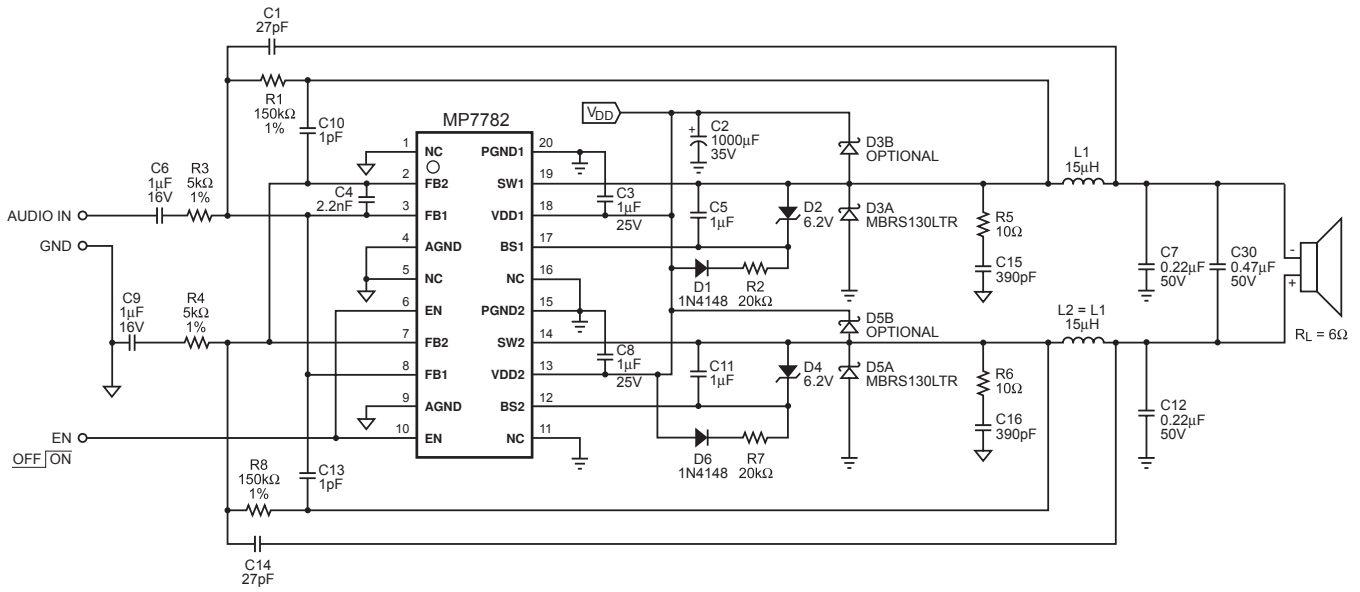 C1
27pF
R1
150kΩ
1%
C10
1pF
C6
1µF
16V
R3
5kΩ
1%
C4
2.2nF
AUDIO IN
GND
C9
1µF
16V
R4
5kΩ
1%
EN
OFF ON
R8
150kΩ
1%
C13
1pF
C14
27pF
MP7782
1 NC
2 FB2
3 FB1
4 AGND
5 NC
6 EN
7 FB2
8 FB1
9 AGND
10 EN
PGND1 20
SW1 19
VDD1 18
BS1 17
NC 16
PGND2 15
SW2 14
VDD2 13
BS2 12
NC 11
VDD
+
C2
1000µF
35V
D3B
OPTIONAL
C3
1µF
25V
C5
1µF
D2
6.2V
D3A
MBRS130LTR
D1
1N4148
R2
20kΩ
R5
10Ω
C15
390pF
L1
15µH
C7
0.22µF
50V
C30
0.47µF
50V
-
+
RL = 6Ω
D5B
OPTIONAL
L2 = L1
15µH
C8
1µF
25V
C11
1µF
D4
6.2V
D5A
MBRS130LTR
D6
1N4148
R7
20kΩ
R6
10Ω
C16
390pF
C12
0.22µF
50V